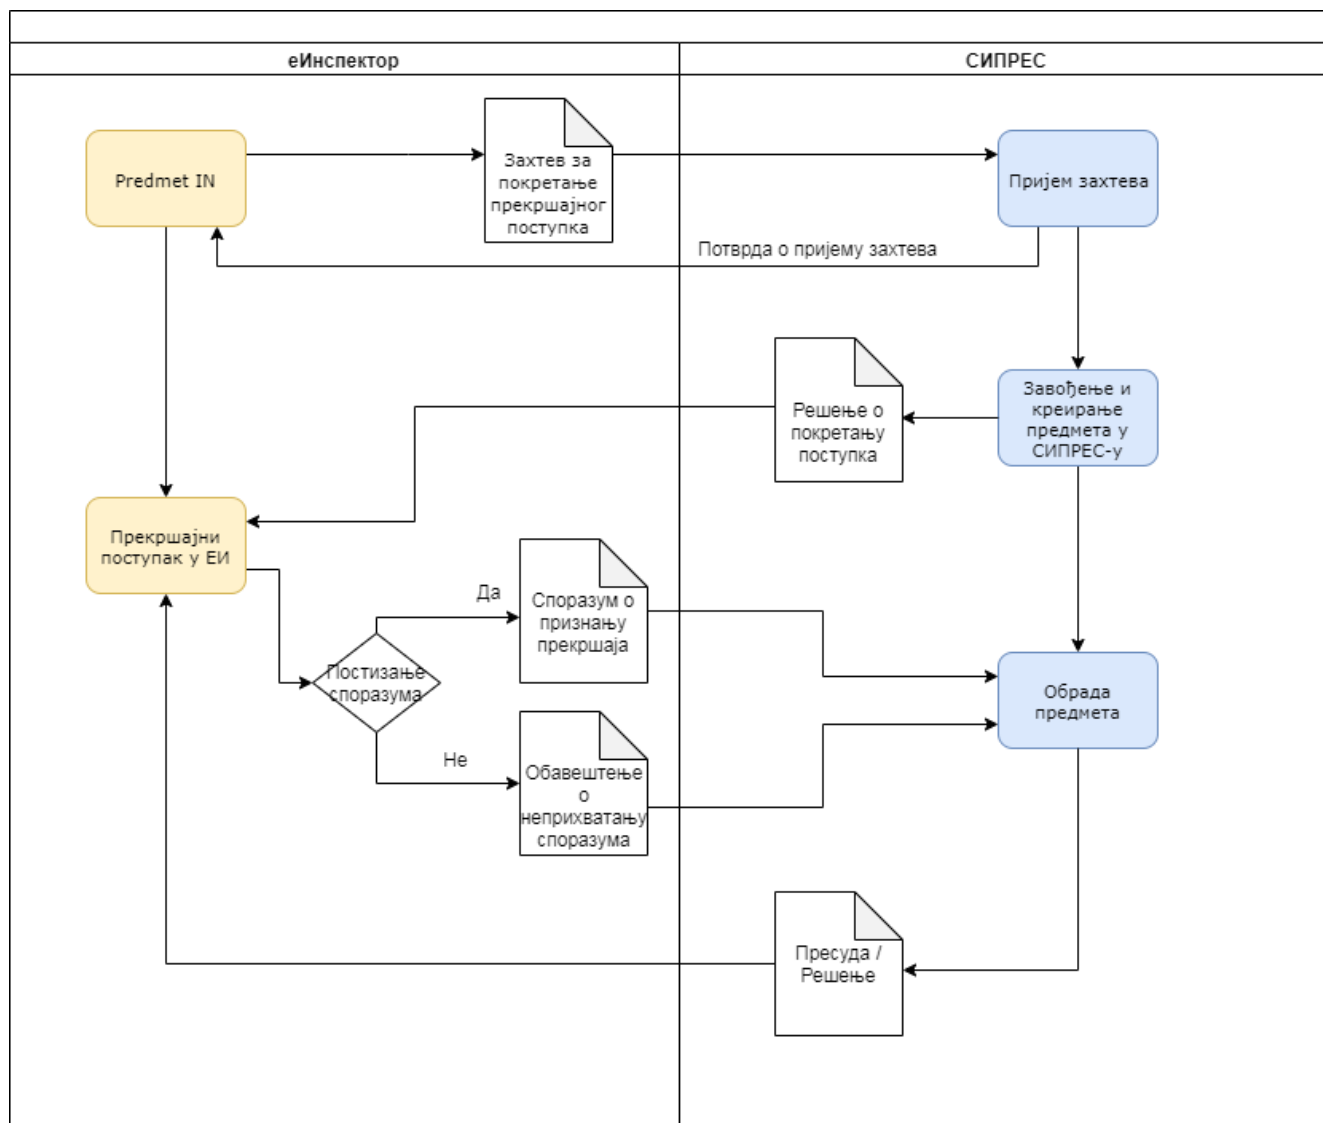 еИнспектор
СИПРЕС
Predmet IN
Захтев за
покретање
прекршајног
поступка
Пријем захтева
Потврда о пријему захтева
Решење о
покретању
поступка
Завођење и
креирање
предмета у
СИПРЕС-у
Прекршајни
поступак у ЕИ
Да
Споразум о
признању
прекршаја
Постизање
споразума
Обрада
предмета
Не
Обавештење
о
неприхватању
споразума
Пресуда /
Решење